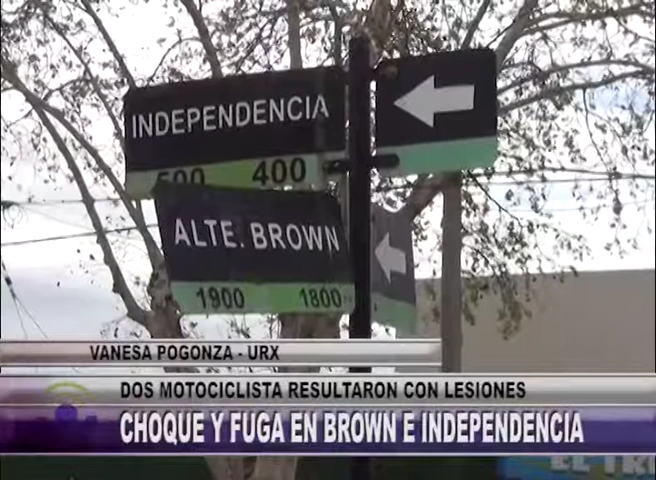 INDEPENDENCIA
500 400
ALTE. BROWN
1900 1800
VANESA POGONZA - URX
DOS MOTOCICLISTA RESULTARON CON LESIONES
CHOQUE Y FUGA EN BROWN E INDEPENDENCIA